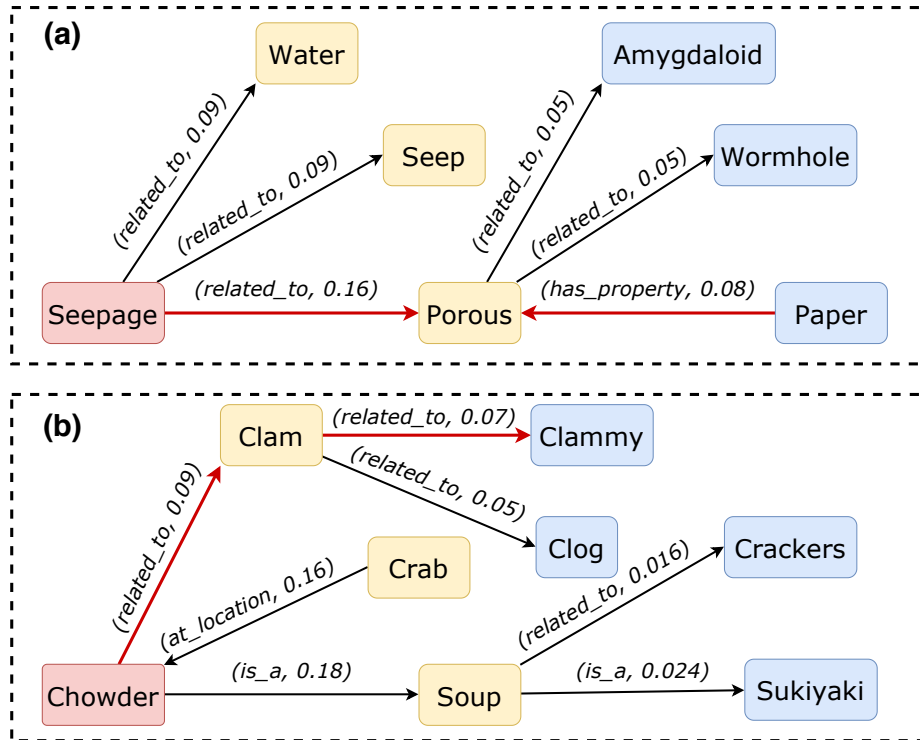 (a)
Water
Amygdaloid
(related_to, 0.09)
Seep
(related_to, 0.09)
(related_to, 0.05)
Wormhole
(related_to, 0.05)
Seepage
(related_to, 0.16)
Porous
(has_property, 0.08)
Paper
(b)
Clam
(related_to, 0.07)
Clammy
(related_to, 0.09)
(related_to, 0.05)
Clog
Crab
(at_location, 0.16)
(related_to, 0.016)
Crackers
Chowder
(is_a, 0.18)
Soup
(is_a, 0.024)
Sukiyaki